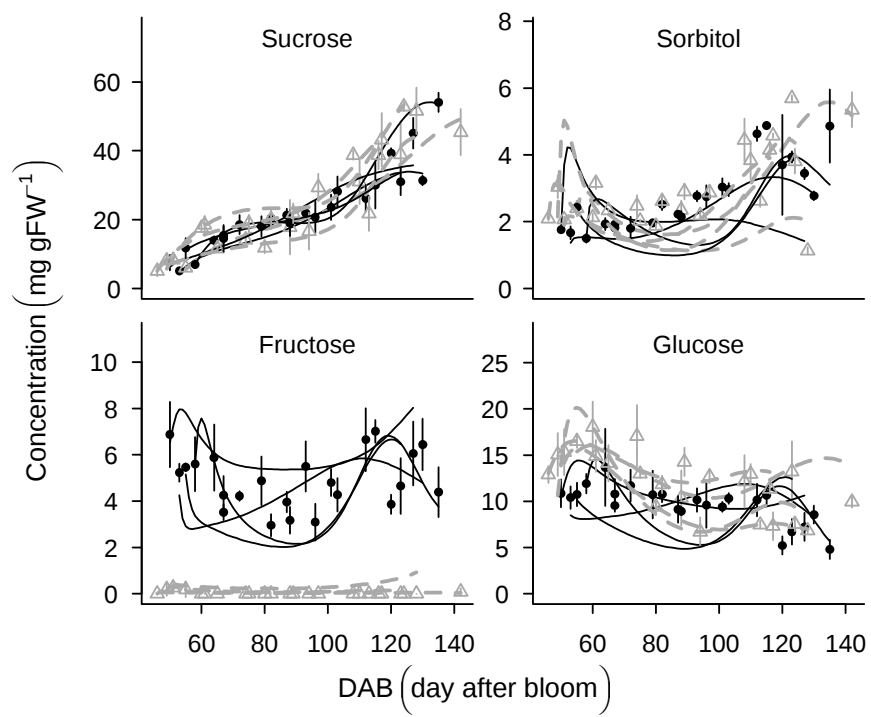 Sucrose
Sorbitol
60
40
20
0
8
6
4
2
0
Concentration (mg gFW⁻¹)
Fructose
Glucose
10
8
6
4
2
0
25
20
15
10
5
0
60 80 100 120 140
60 80 100 120 140
DAB (day after bloom)